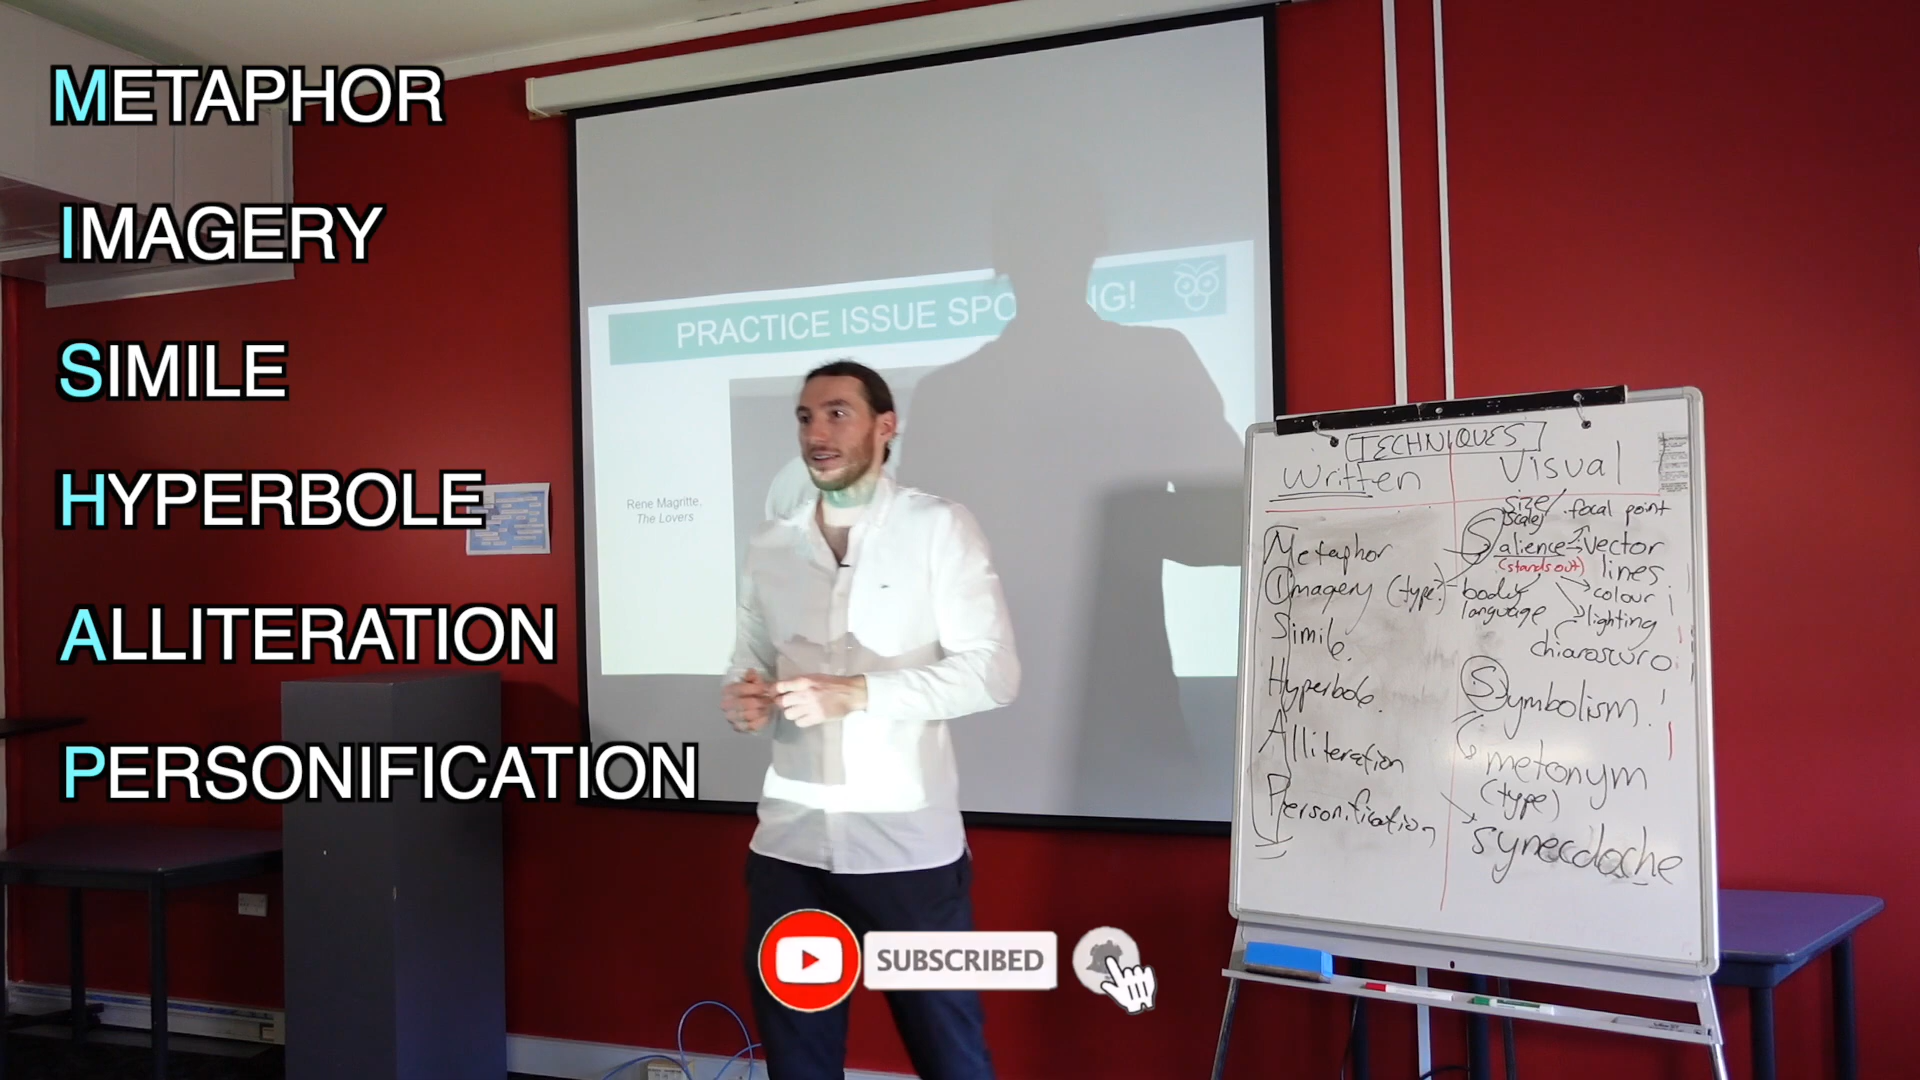 METAPHOR
IMAGERY
SIMILE
HYPERBOLE
ALLITERATION
PERSONIFICATION
PRACTICE ISSUE SPO NG!
Rene Magritte,
The Lovers
TECHNIQUES
Written
Visual
Metaphor
Imagery (type?)
Simile.
Hyperbole.
Alliteration
Personification
size/
scale
focal point
Salience
vector
lines
(stands out)
body
language
colour
lighting
chiaroscuro
Symbolism.
metonym
(type)
synecdoche
SUBSCRIBED